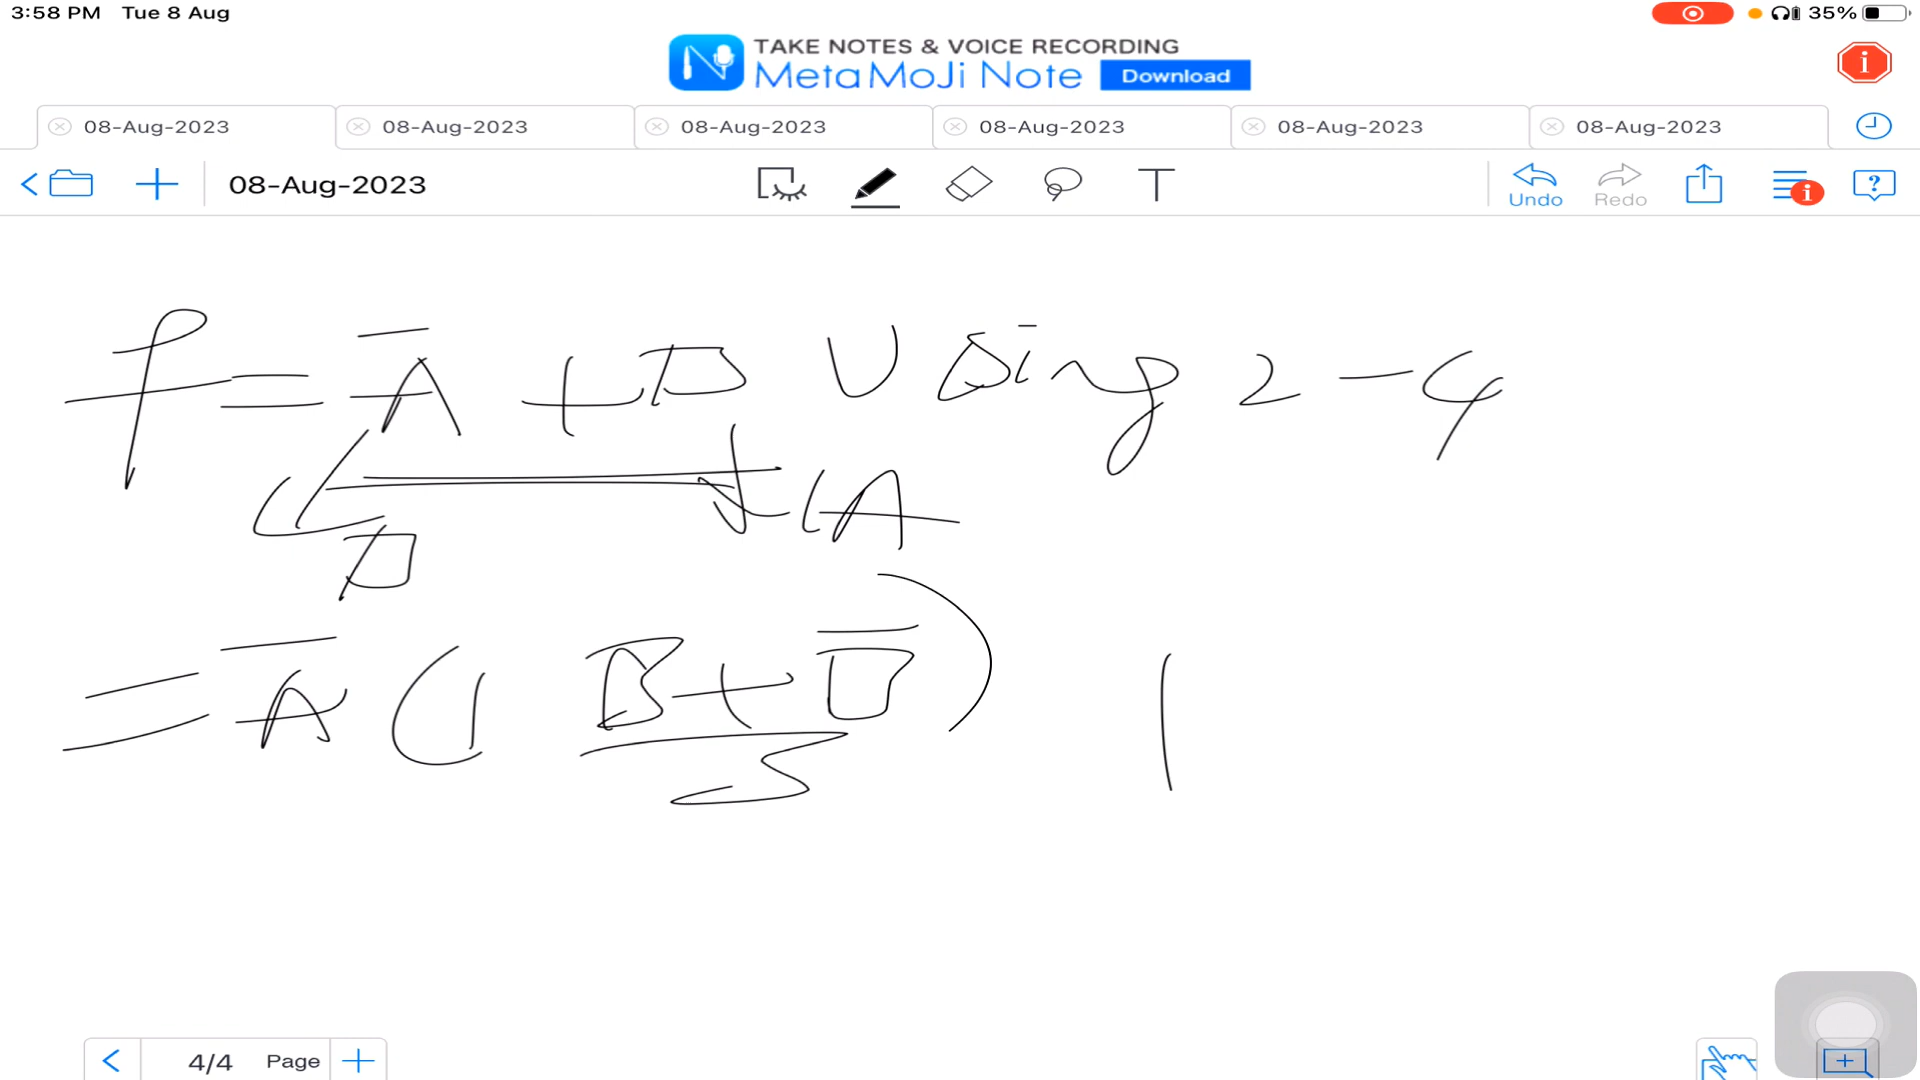 3:58 PM Tue 8 Aug 35%
TAKE NOTES & VOICE RECORDING
MetaMoJi Note Download
08-Aug-2023 08-Aug-2023 08-Aug-2023 08-Aug-2023 08-Aug-2023 08-Aug-2023
08-Aug-2023 T Undo Redo
f = A̅ + B Using 2-4
A
= A̅ ( B + B̅ )
4/4 Page